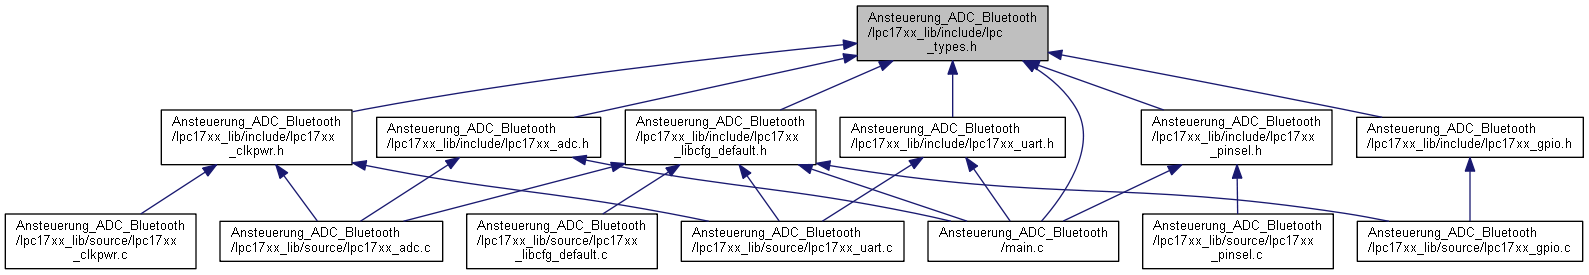 Ansteuerung_ADC_Bluetooth
/lpc17xx_lib/include/lpc
_types.h
Ansteuerung_ADC_Bluetooth
/lpc17xx_lib/include/lpc17xx
_clkpwr.h
Ansteuerung_ADC_Bluetooth
/lpc17xx_lib/include/lpc17xx_adc.h
Ansteuerung_ADC_Bluetooth
/lpc17xx_lib/include/lpc17xx
_libcfg_default.h
Ansteuerung_ADC_Bluetooth
/lpc17xx_lib/include/lpc17xx_uart.h
Ansteuerung_ADC_Bluetooth
/lpc17xx_lib/include/lpc17xx
_pinsel.h
Ansteuerung_ADC_Bluetooth
/lpc17xx_lib/include/lpc17xx_gpio.h
Ansteuerung_ADC_Bluetooth
/lpc17xx_lib/source/lpc17xx
_clkpwr.c
Ansteuerung_ADC_Bluetooth
/lpc17xx_lib/source/lpc17xx_adc.c
Ansteuerung_ADC_Bluetooth
/lpc17xx_lib/source/lpc17xx
_libcfg_default.c
Ansteuerung_ADC_Bluetooth
/lpc17xx_lib/source/lpc17xx_uart.c
Ansteuerung_ADC_Bluetooth
/main.c
Ansteuerung_ADC_Bluetooth
/lpc17xx_lib/source/lpc17xx
_pinsel.c
Ansteuerung_ADC_Bluetooth
/lpc17xx_lib/source/lpc17xx_gpio.c